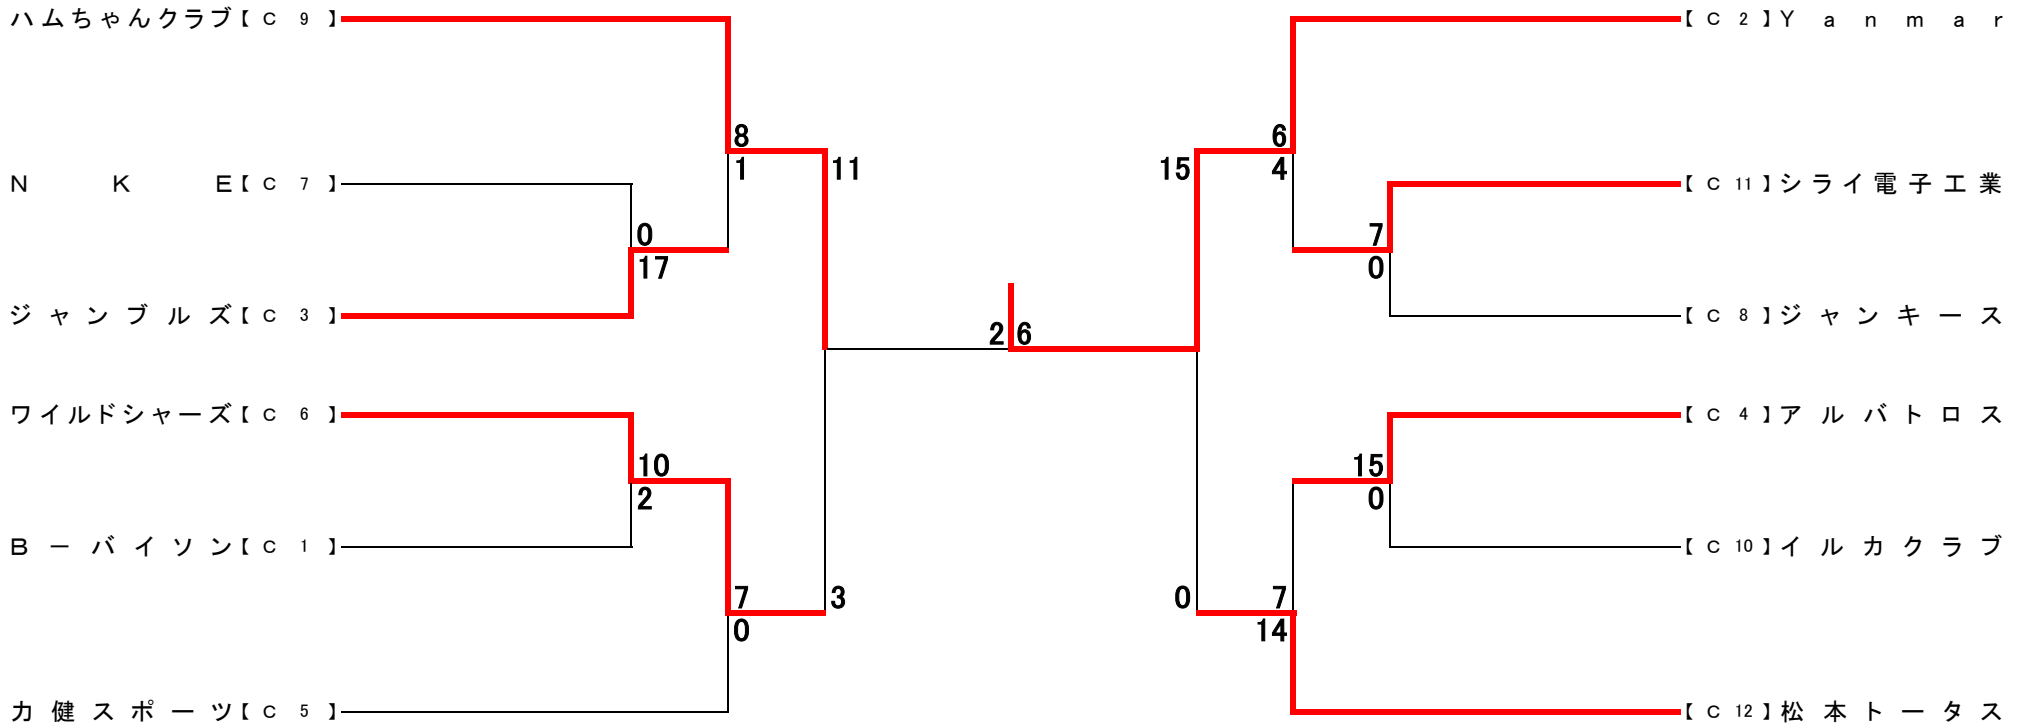 ハムちゃんクラブ【 C 9 】
【 C 2 】Yanmar
8
6
1
11
15
4
NKE【 C 7 】
【 C 11 】シライ電子工業
0
7
17
0
ジャンブルズ【 C 3 】
【 C 8 】ジャンキース
2 6
ワイルドシャーズ【 C 6 】
【 C 4 】アルバトロス
10
15
2
0
B－バイソン【 C 1 】
【 C 10 】イルカクラブ
7
3
0
7
0
14
力健スポーツ【 C 5 】
【 C 12 】松本トータス